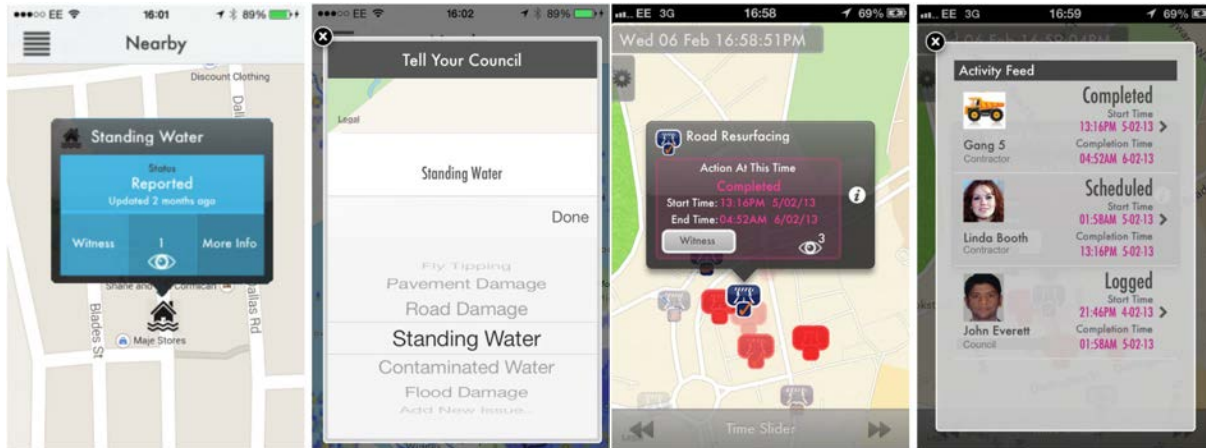 EE 16:01 89%
Nearby
Discount Clothing
Standing Water
Status
Reported
Updated 2 months ago
Witness 1 More Info
Blades St
Dallas Rd
Maje Stores
EE 16:02 89%
Tell Your Council
Legal
Standing Water
Done
Fly Tipping
Pavement Damage
Road Damage
Standing Water
Contaminated Water
Flood Damage
Add New Issue...
EE 3G 16:58 69%
Wed 06 Feb 16:58:51PM
Road Resurfacing
Action At This Time
Completed
Start Time: 13:16PM 5/02/13
End Time: 04:52AM 6/02/13
Witness 3
Time Slider
EE 3G 16:59 69%
Activity Feed
Completed
Start Time
13:16PM 5-02-13
Gang 5
Contractor
Completion Time
04:52AM 6-02-13
Scheduled
Start Time
01:58AM 5-02-13
Linda Booth
Contractor
Completion Time
13:16PM 5-02-13
Logged
Start Time
21:46PM 4-02-13
John Everett
Council
Completion Time
01:58AM 5-02-13